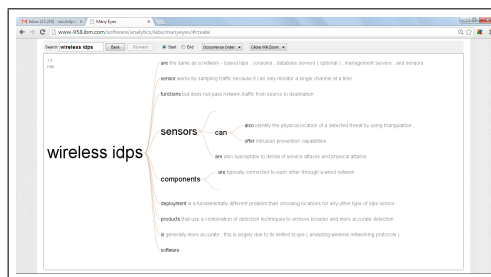 Many Eyes
www-958.ibm.com/software/analytics/labs/manyeyes/#create
Search wireless idps Back Forward Start End Occurrence Order Clicks Will Zoom
13
hits
are the same as a network - based idps : consoles , database servers ( optional ) , management servers , and sensors .
sensor works by sampling traffic because it can only monitor a single channel at a time .
functions but does not pass network traffic from source to destination .
wireless idps
sensors
can
also identify the physical location of a detected threat by using triangulation .
offer intrusion prevention capabilities .
are also susceptible to denial of service attacks and physical attacks .
components
are typically connected to each other through a wired network .
deployment is a fundamentally different problem than choosing locations for any other type of idps sensor .
products that use a combination of detection techniques to achieve broader and more accurate detection .
is generally more accurate ; this is largely due to its limited scope ( analyzing wireless networking protocols ) .
software